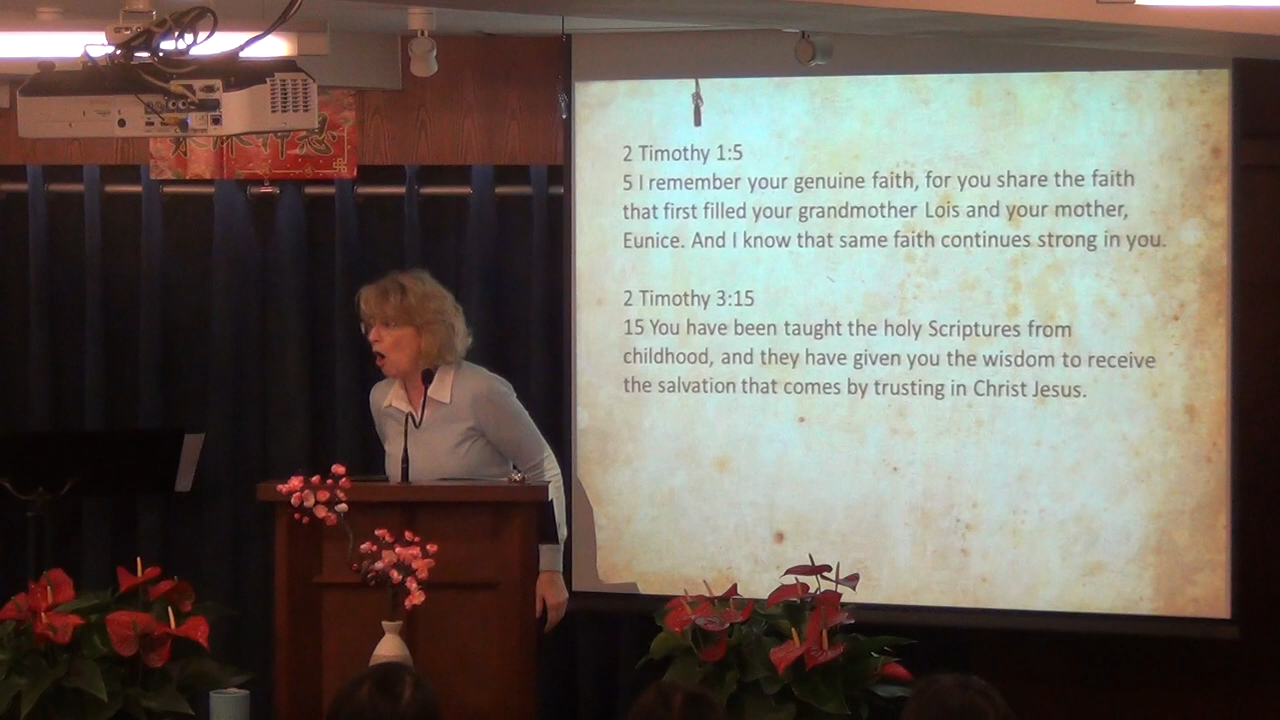 2 Timothy 1:5
5 I remember your genuine faith, for you share the faith
that first filled your grandmother Lois and your mother,
Eunice. And I know that same faith continues strong in you.
2 Timothy 3:15
15 You have been taught the holy Scriptures from
childhood, and they have given you the wisdom to receive
the salvation that comes by trusting in Christ Jesus.